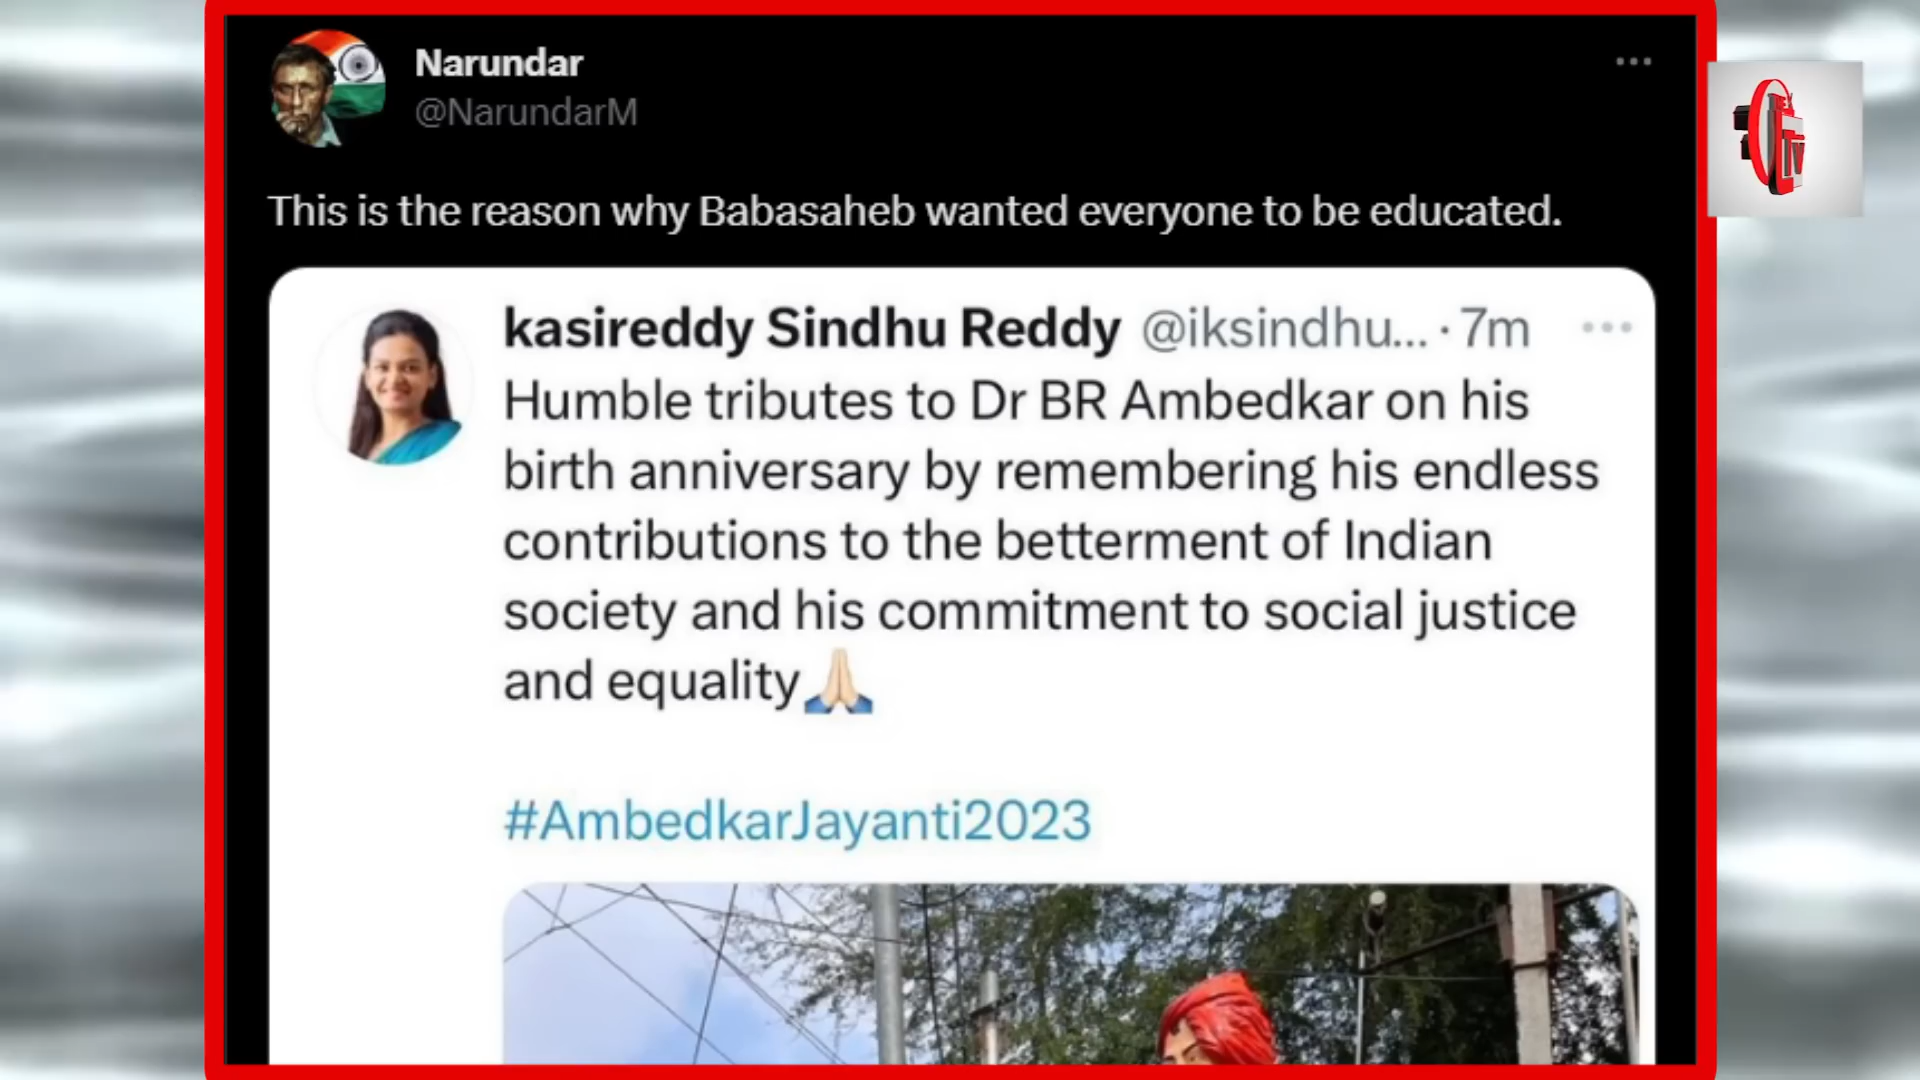 Narundar
@NarundarM
This is the reason why Babasaheb wanted everyone to be educated.
kasireddy Sindhu Reddy @iksindhu... · 7m
Humble tributes to Dr BR Ambedkar on his
birth anniversary by remembering his endless
contributions to the betterment of Indian
society and his commitment to social justice
and equality🙏🏻
#AmbedkarJayanti2023
Tv